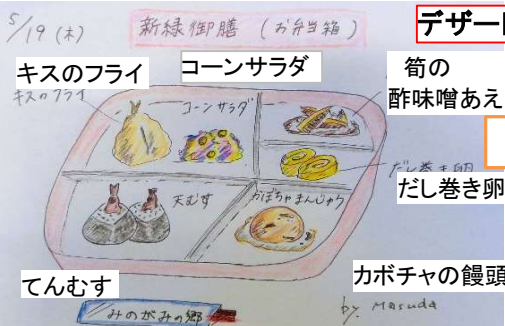 5/19(木)
新緑御膳(お弁当箱)
デザー
キスのフライ
コーンサラダ
筍の
酢味噌あえ
キスのフライ
コーンサラダ
だし巻き卵
だし巻き卵
天むす
かぼちゃまんじゅう
てんむす
カボチャの饅頭
みのがみの郷
by. Masuda